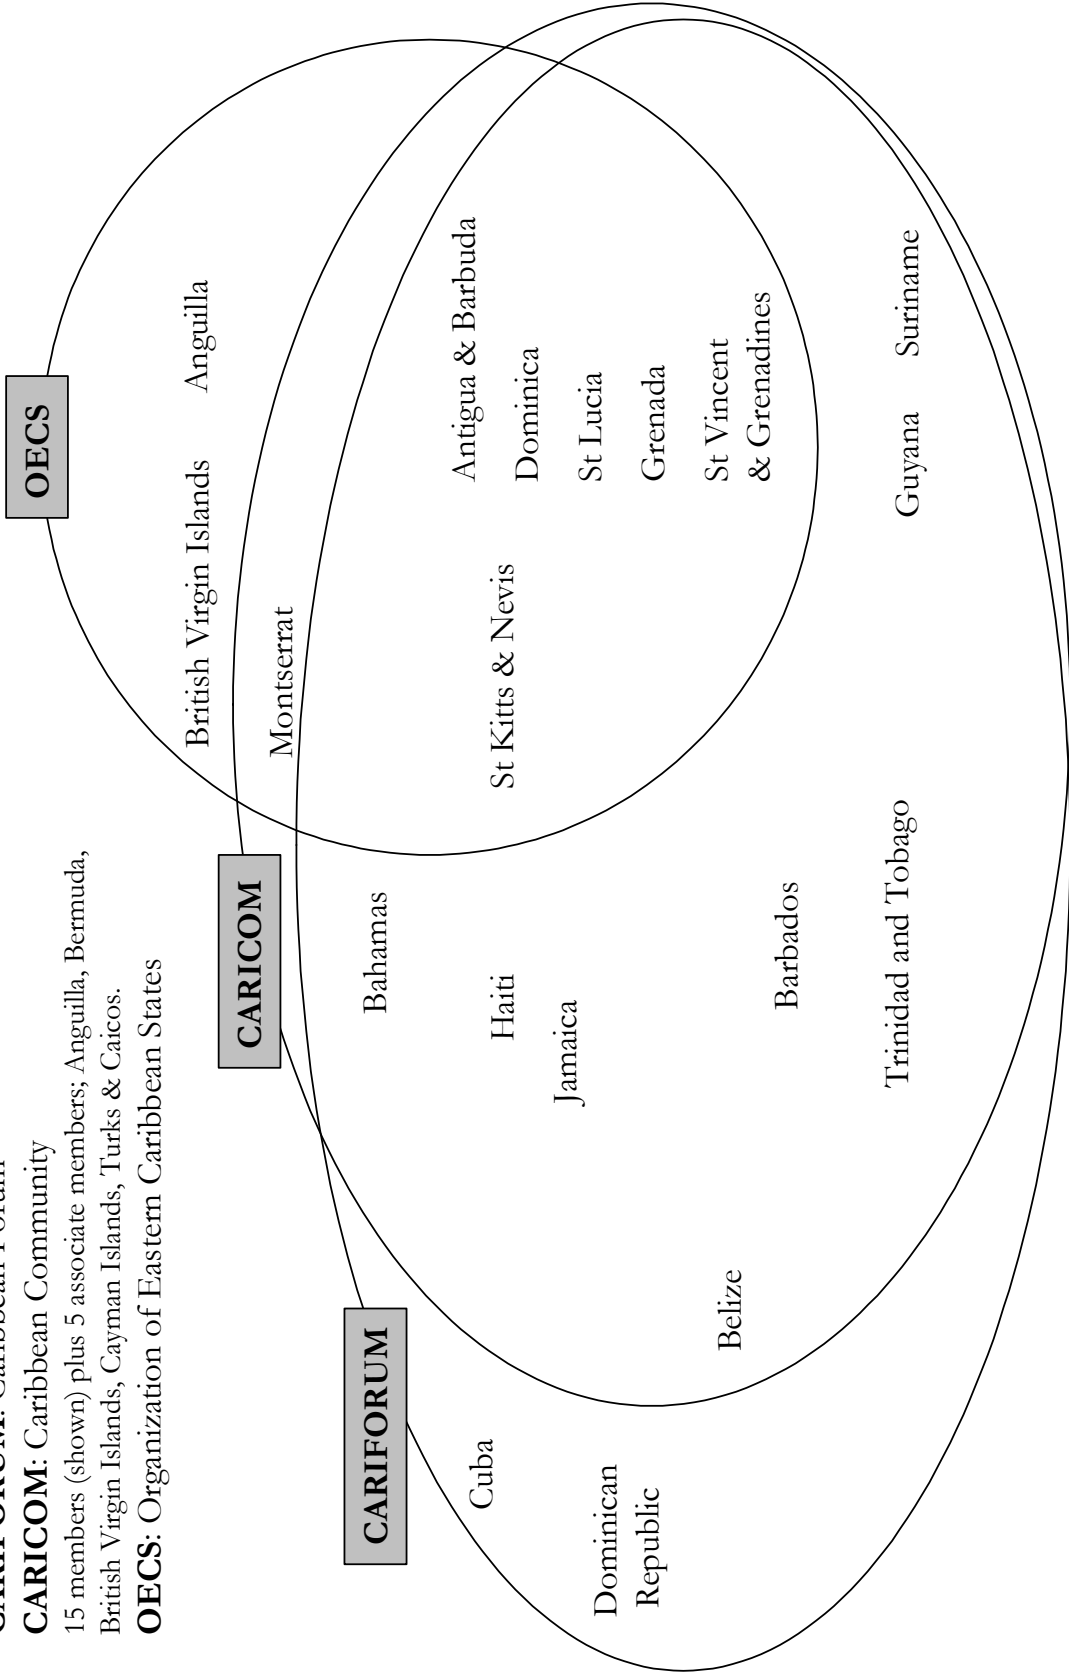 CARIFORUM: Caribbean Forum
CARICOM: Caribbean Community
15 members (shown) plus 5 associate members; Anguilla, Bermuda,
British Virgin Islands, Cayman Islands, Turks & Caicos.
OECS: Organization of Eastern Caribbean States
OECS
British Virgin Islands
Anguilla
CARICOM
Montserrat
CARIFORUM
Bahamas
Antigua & Barbuda
Cuba
Haiti
St Kitts & Nevis
Dominica
Jamaica
St Lucia
Dominican
Republic
Grenada
St Vincent
& Grenadines
Belize
Barbados
Trinidad and Tobago
Guyana
Suriname